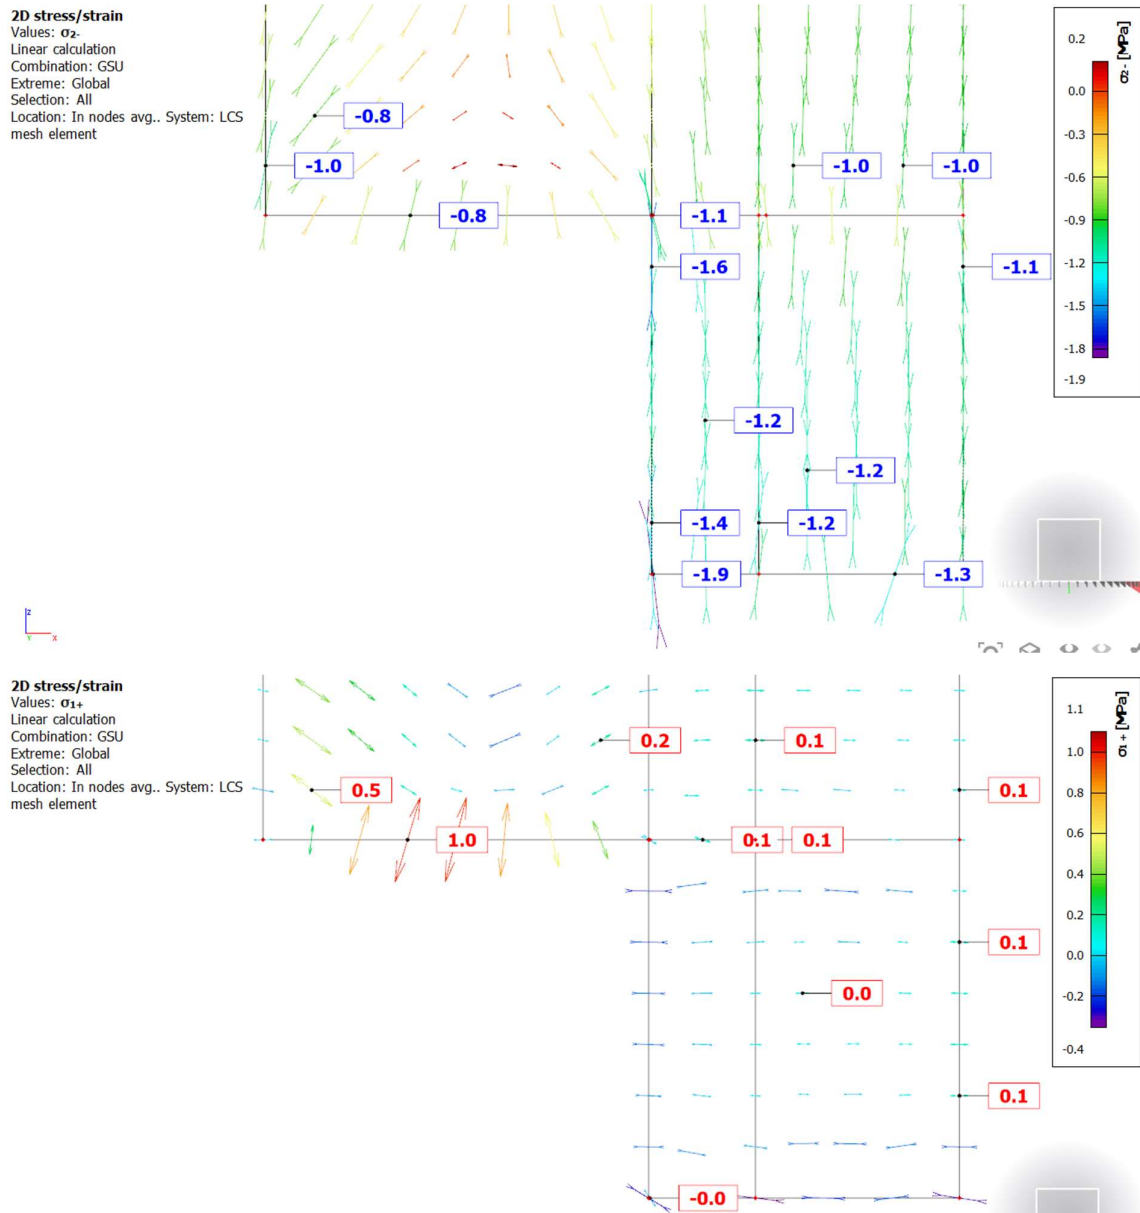 2D stress/strain
Values: σ2-
Linear calculation
Combination: GSU
Extreme: Global
Selection: All
Location: In nodes avg.. System: LCS
mesh element
-0.8
-1.0
-1.0
-1.0
-0.8
-1.1
-1.6
-1.1
-1.2
-1.2
-1.4
-1.2
-1.9
-1.3
σ2- [MPa]
0.2
0.0
-0.3
-0.6
-0.9
-1.2
-1.5
-1.8
-1.9
Z
Y
X
2D stress/strain
Values: σ1+
Linear calculation
Combination: GSU
Extreme: Global
Selection: All
Location: In nodes avg.. System: LCS
mesh element
0.2
0.1
0.5
0.1
1.0
0.1
0.1
0.1
0.0
0.1
-0.0
σ1+ [MPa]
1.1
1.0
0.8
0.6
0.4
0.2
0.0
-0.2
-0.4